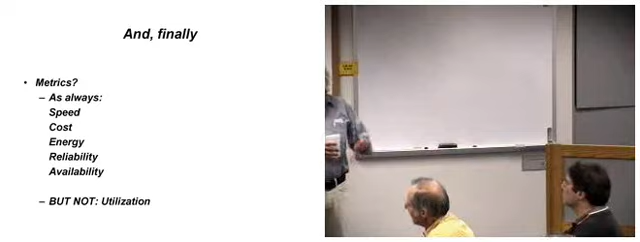 And, finally
• Metrics?
– As always:
Speed
Cost
Energy
Reliability
Availability
– BUT NOT: Utilization